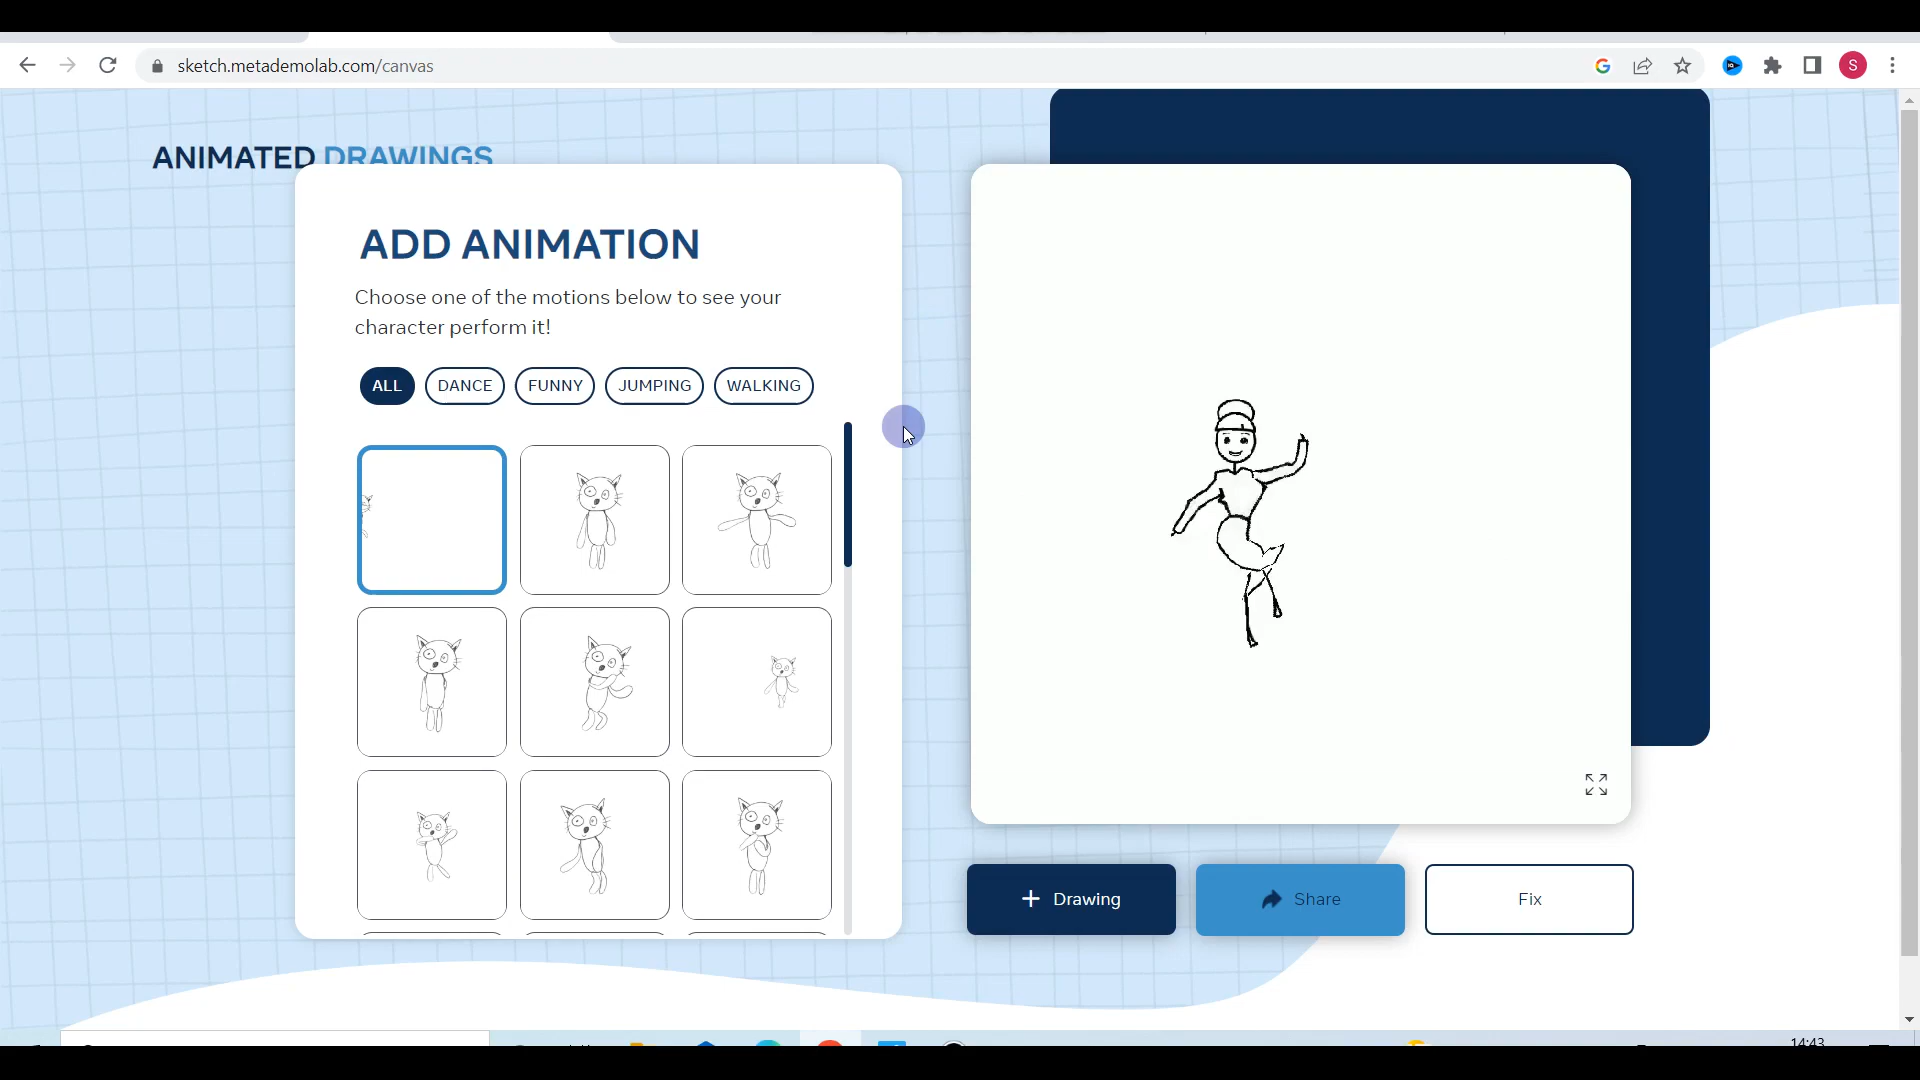 sketch.metademolab.com/canvas
S
ANIMATED DRAWINGS
ADD ANIMATION
Choose one of the motions below to see your
character perform it!
ALL
DANCE
FUNNY
JUMPING
WALKING
Drawing
Share
Fix
14:43